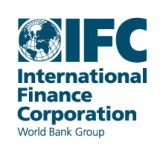 IFC
International
Finance
Corporation
World Bank Group